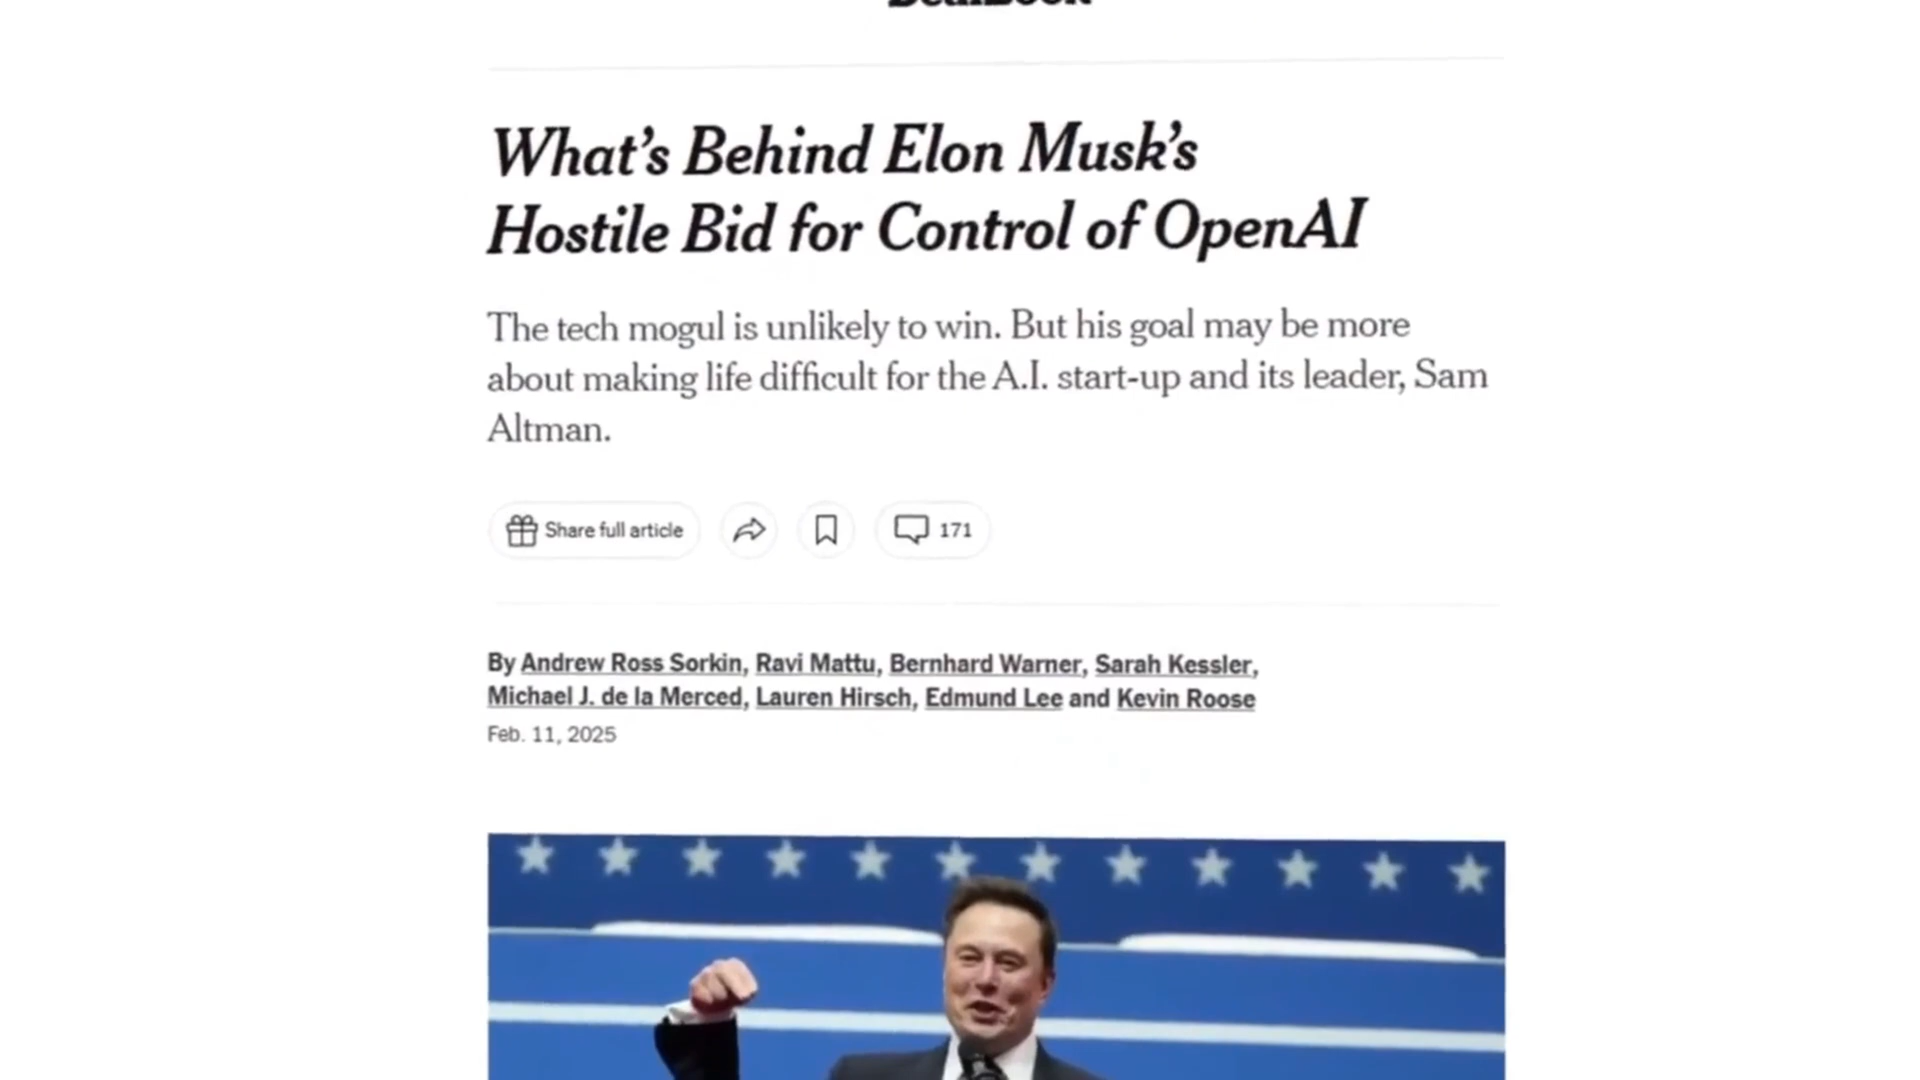 What's Behind Elon Musk's
Hostile Bid for Control of OpenAI
The tech mogul is unlikely to win. But his goal may be more
about making life difficult for the A.I. start-up and its leader, Sam
Altman.
Share full article
171
By Andrew Ross Sorkin, Ravi Mattu, Bernhard Warner, Sarah Kessler,
Michael J. de la Merced, Lauren Hirsch, Edmund Lee and Kevin Roose
Feb. 11, 2025